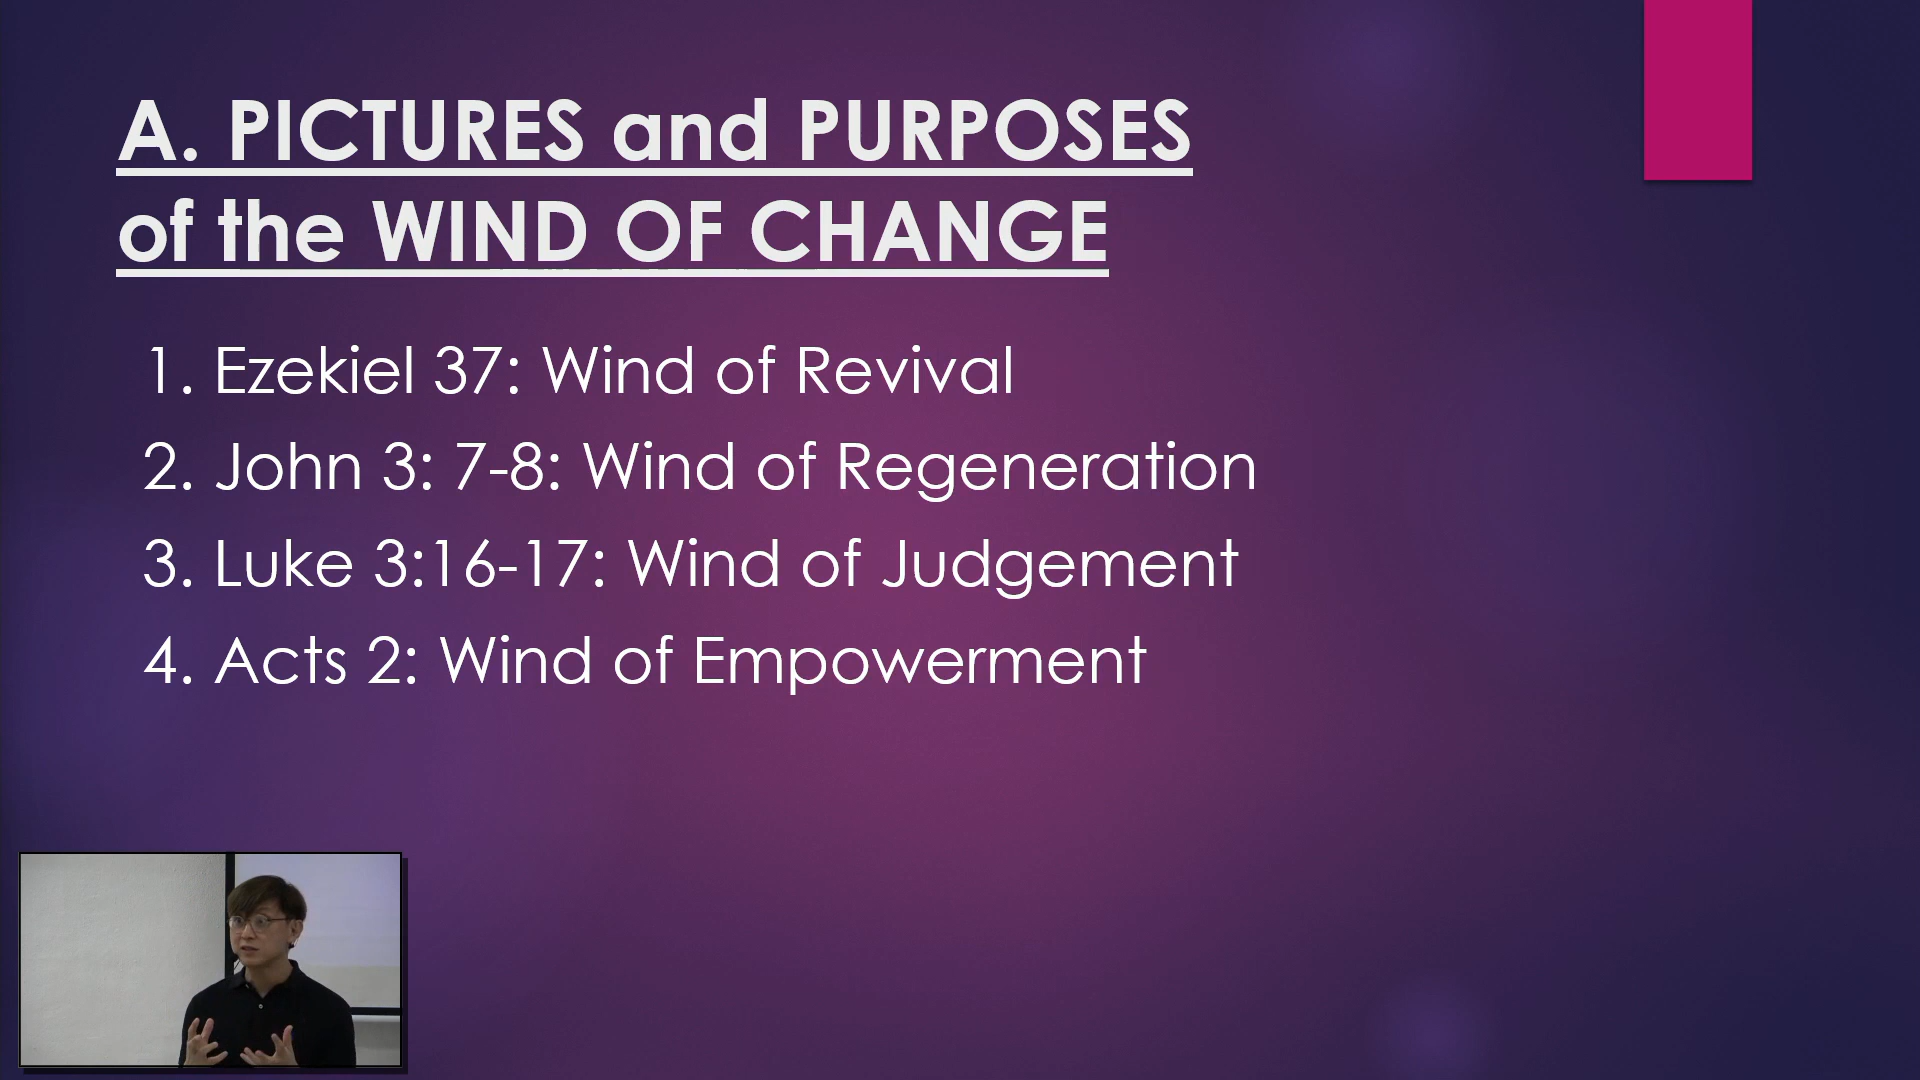 A. PICTURES and PURPOSES
of the WIND OF CHANGE
1. Ezekiel 37: Wind of Revival
2. John 3: 7-8: Wind of Regeneration
3. Luke 3:16-17: Wind of Judgement
4. Acts 2: Wind of Empowerment